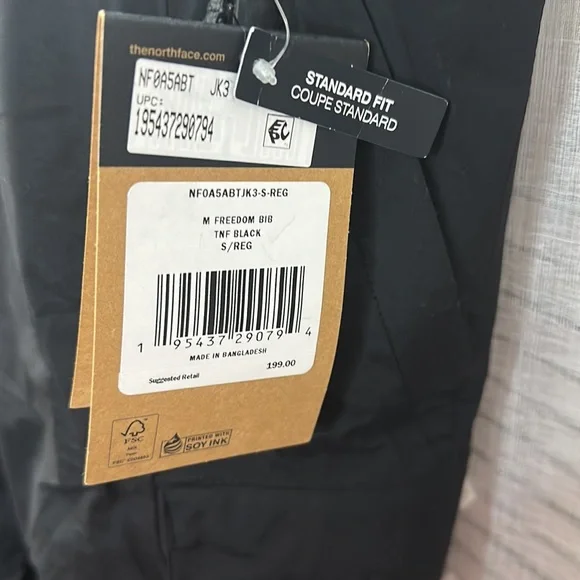 thenorthface.com
NF0A5ABT JK3
UPC:
195437290794
STANDARD FIT
COUPE STANDARD
NF0A5ABTJK3-S-REG
M FREEDOM BIB
TNF BLACK
S/REG
1 95437 29079 4
MADE IN BANGLADESH
199.00
Suggested Retail
FSC
PRINTED WITH
SOY INK